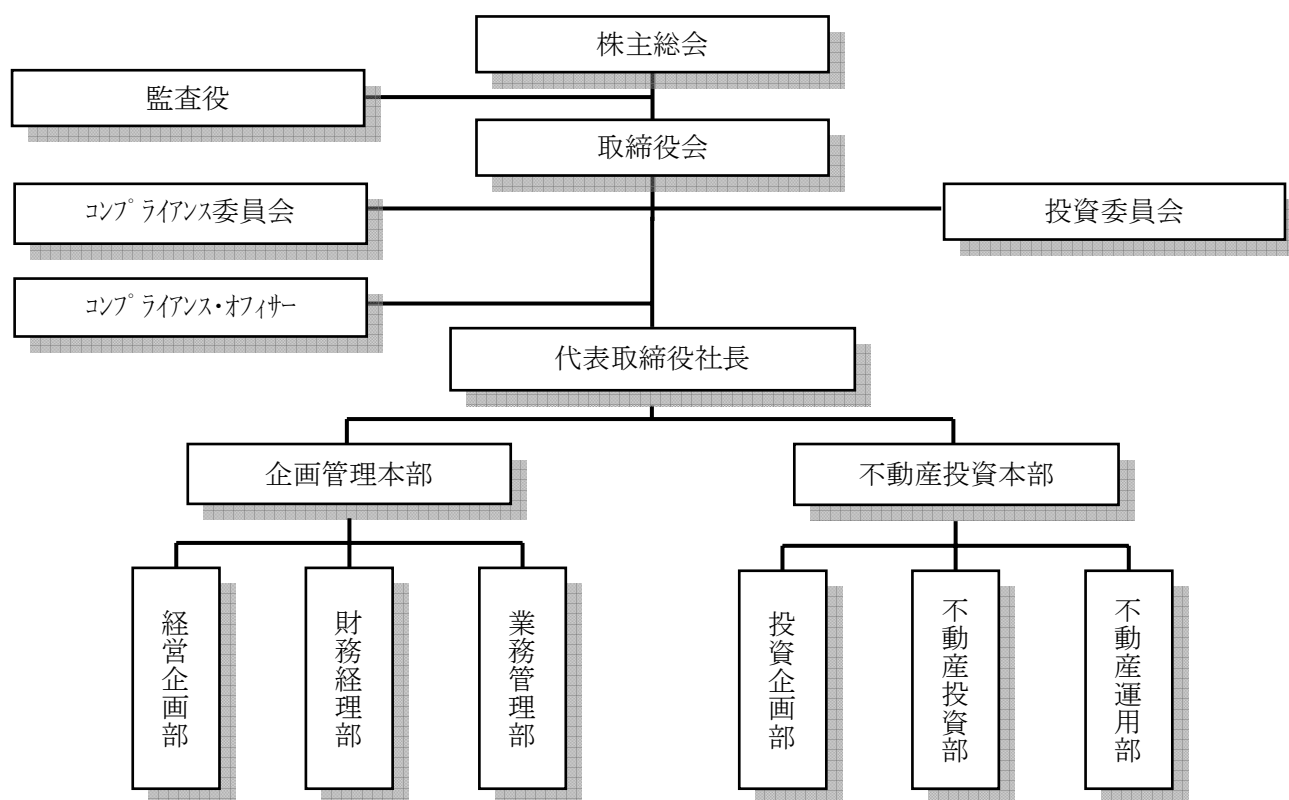 株主総会
監査役
取締役会
ｺﾝﾌﾟﾗｲｱﾝｽ委員会
投資委員会
ｺﾝﾌﾟﾗｲｱﾝｽ･ｵﾌｨｻｰ
代表取締役社長
企画管理本部
不動産投資本部
経営企画部
財務経理部
業務管理部
投資企画部
不動産投資部
不動産運用部